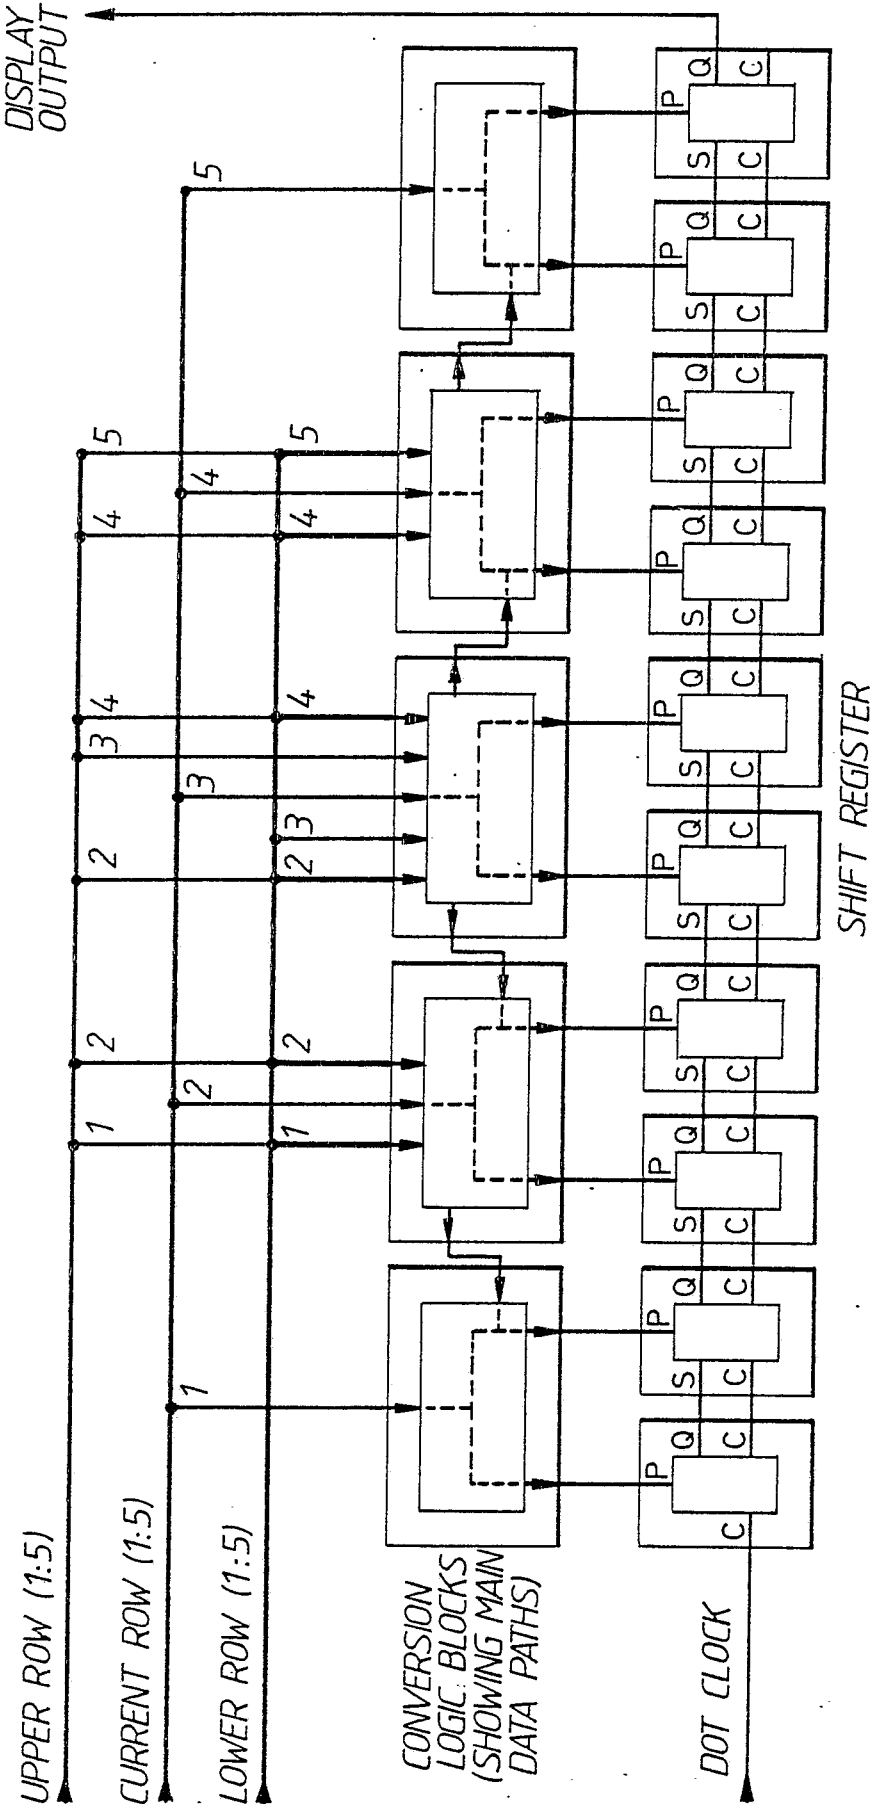 DISPLAY
OUTPUT
UPPER ROW (1:5)
1 2 2 3 4 4 5
CURRENT ROW (1:5)
1 2 3 4 5
LOWER ROW (1:5)
1 2 2 3 4 4 5
CONVERSION
LOGIC BLOCKS
(SHOWING MAIN
DATA PATHS)
P P P P P P P P P P
Q S Q S Q S Q S Q S Q S Q S Q S Q S Q
DOT CLOCK
C C C C C C C C C C C C C C C C C C C C
SHIFT REGISTER